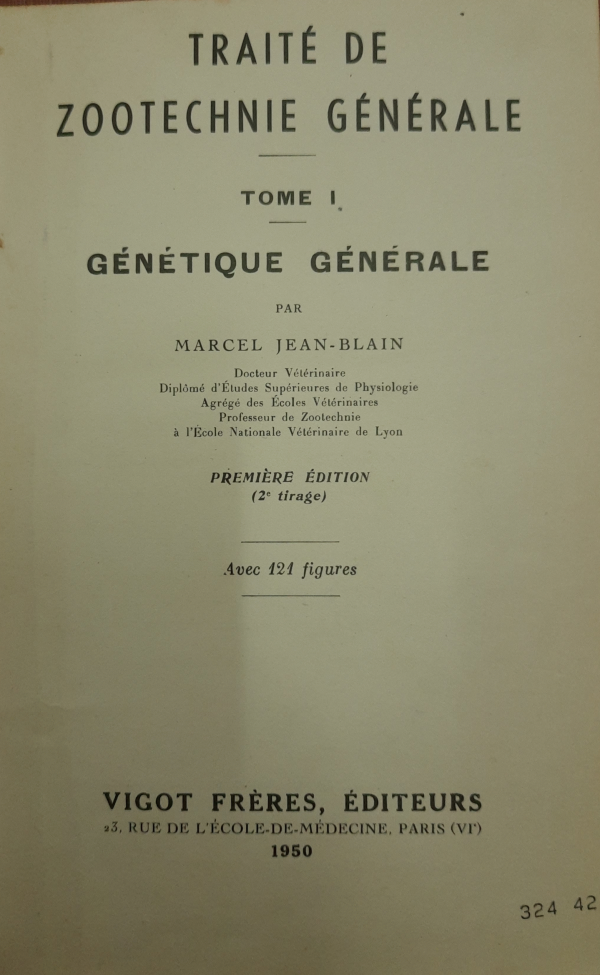 TRAITÉ DE
ZOOTECHNIE GÉNÉRALE
TOME I
GÉNÉTIQUE GÉNÉRALE
PAR
MARCEL JEAN-BLAIN
Docteur Vétérinaire
Diplômé d'Études Supérieures de Physiologie
Agrégé des Écoles Vétérinaires
Professeur de Zootechnie
à l'École Nationale Vétérinaire de Lyon
PREMIÈRE ÉDITION
(2e tirage)
Avec 121 figures
VIGOT FRÈRES, ÉDITEURS
23, RUE DE L'ÉCOLE-DE-MÉDECINE, PARIS (VIe)
1950
324 42